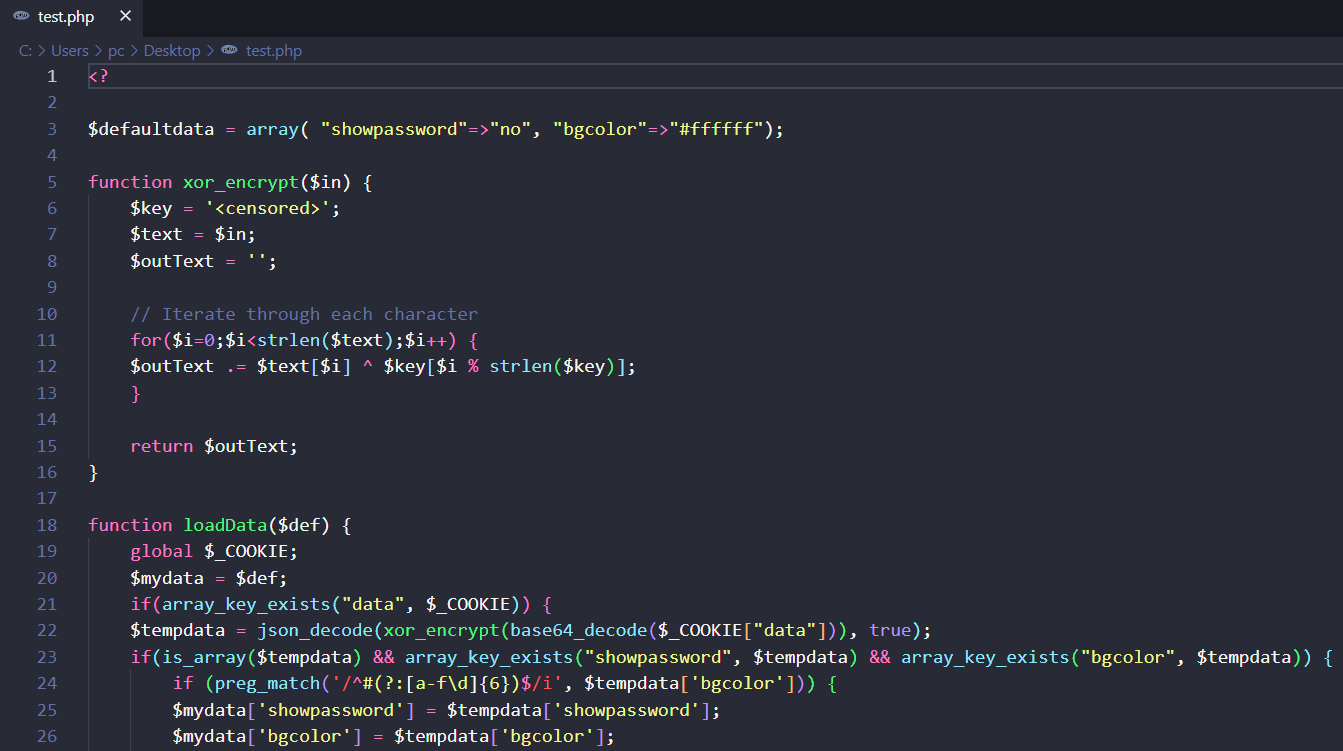 test.php ×
C: > Users > pc > Desktop > test.php
1 <?
2
3 $defaultdata = array( "showpassword"=>"no", "bgcolor"=>"#ffffff");
4
5 function xor_encrypt($in) {
6     $key = '<censored>';
7     $text = $in;
8     $outText = '';
9
10     // Iterate through each character
11     for($i=0;$i<strlen($text);$i++) {
12     $outText .= $text[$i] ^ $key[$i % strlen($key)];
13     }
14
15     return $outText;
16 }
17
18 function loadData($def) {
19     global $_COOKIE;
20     $mydata = $def;
21     if(array_key_exists("data", $_COOKIE)) {
22     $tempdata = json_decode(xor_encrypt(base64_decode($_COOKIE["data"])), true);
23     if(is_array($tempdata) && array_key_exists("showpassword", $tempdata) && array_key_exists("bgcolor", $tempdata)) {
24         if (preg_match('/^#(?:[a-f\d]{6})$/i', $tempdata['bgcolor'])) {
25         $mydata['showpassword'] = $tempdata['showpassword'];
26         $mydata['bgcolor'] = $tempdata['bgcolor'];